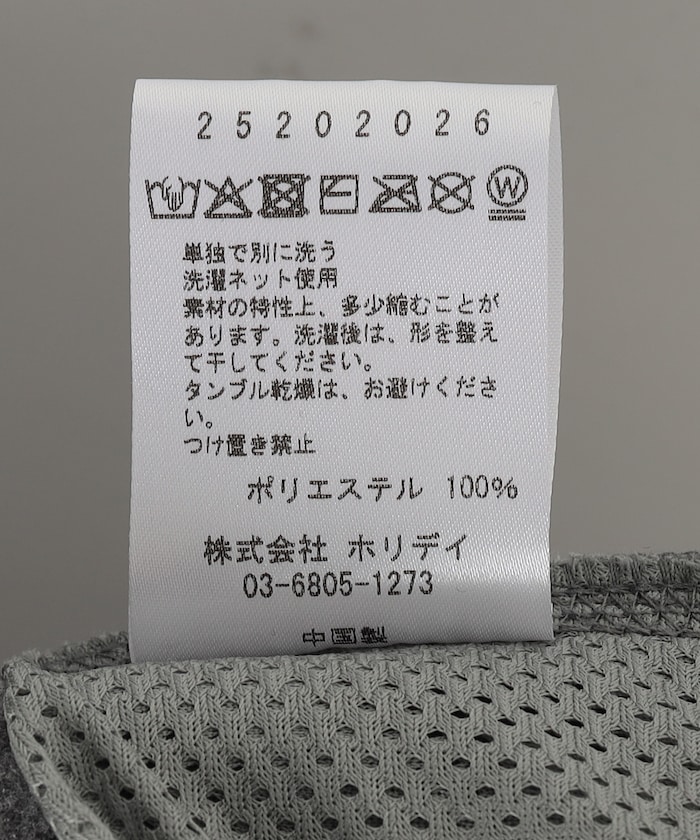 25202026
W
単独で別に洗う
洗濯ネット使用
素材の特性上、多少縮むことが
あります。洗濯後は、形を整え
て干してください。
タンブル乾燥は、お避けくださ
い。
つけ置き禁止
ポリエステル 100%
株式会社 ホリデイ
03-6805-1273
中国製